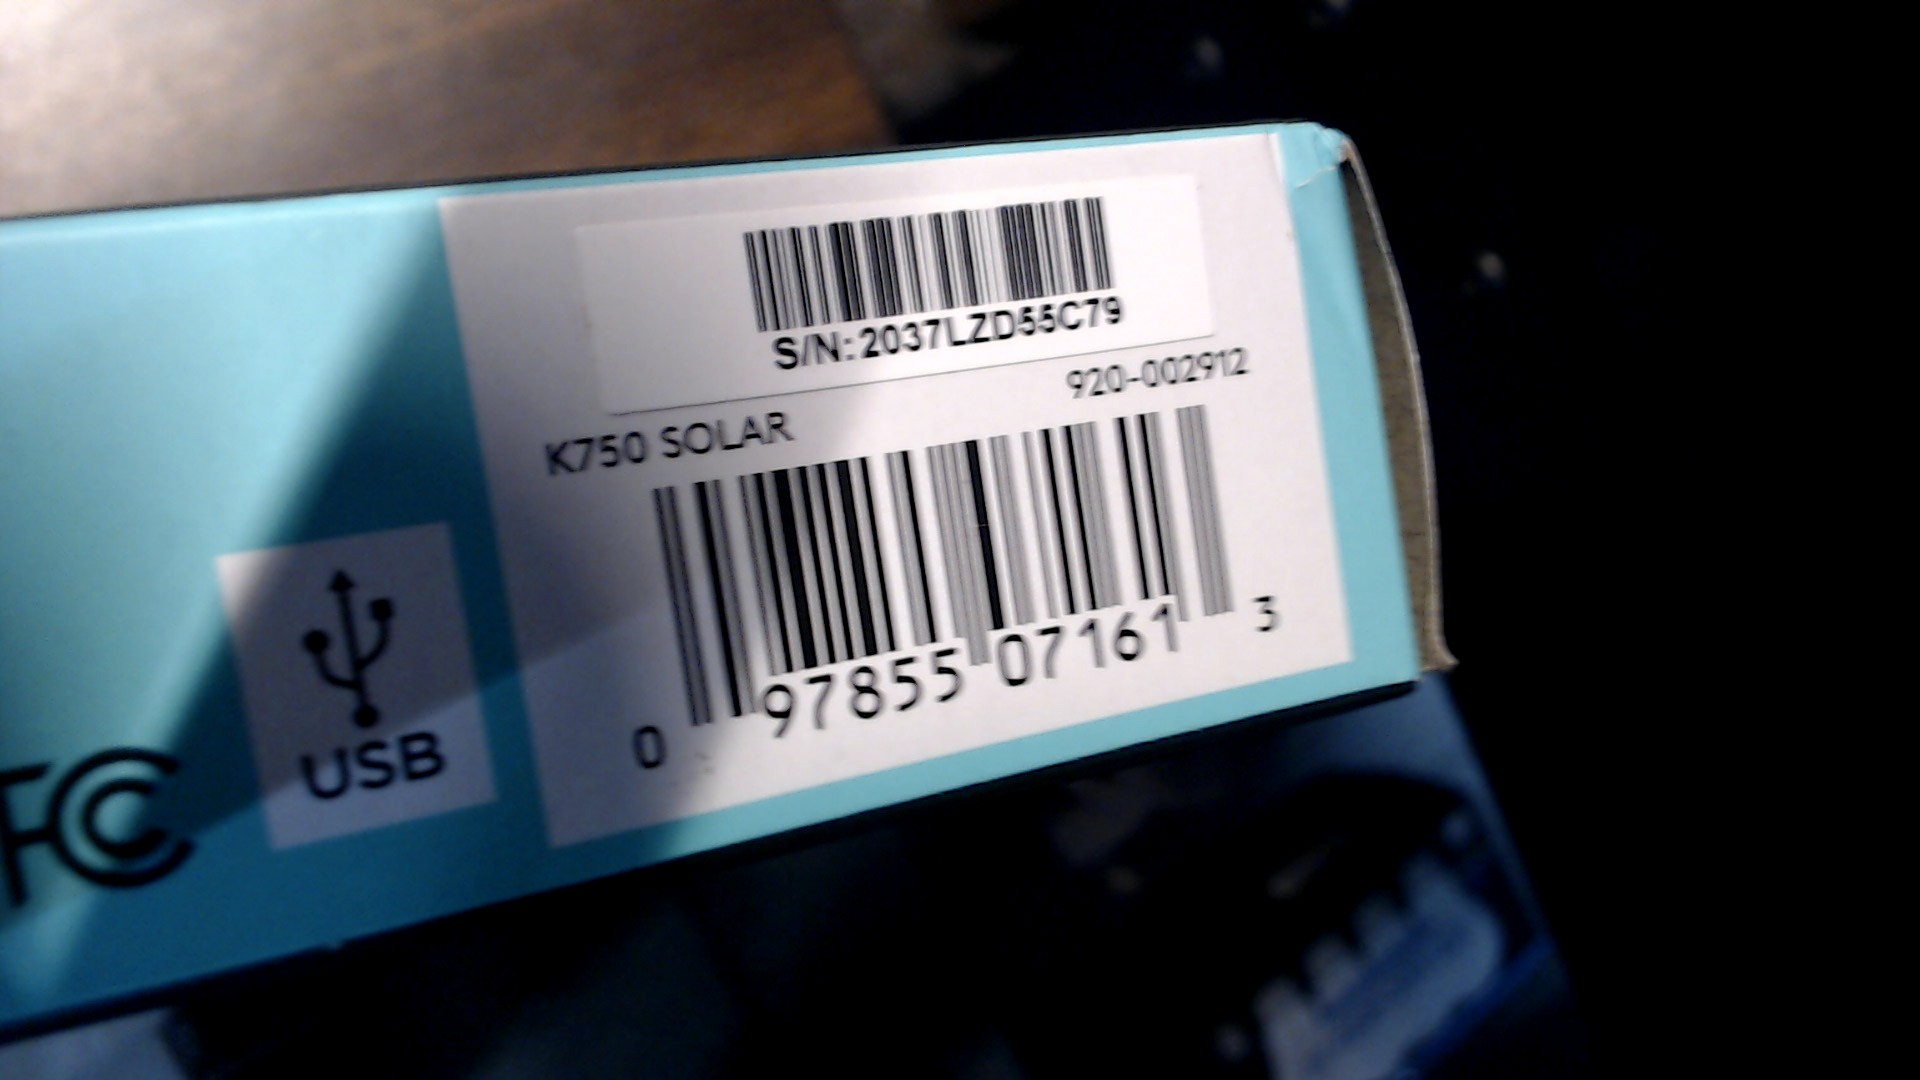 S/N:2037LZD55C79
920-002912
K750 SOLAR
0 97855 07161 3
USB
FC